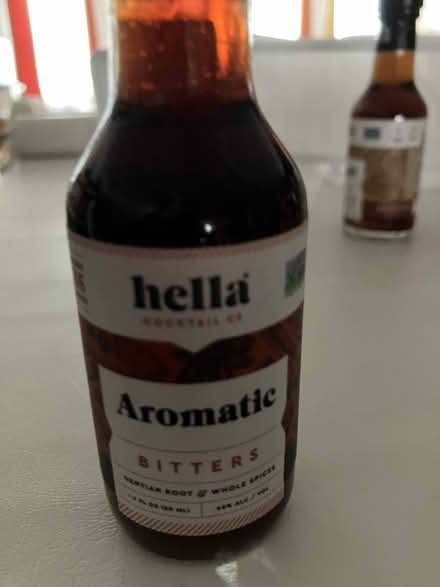 hella
COCKTAIL CO
Aromatic
BITTERS
GENTIAN ROOT & WHOLE SPICES